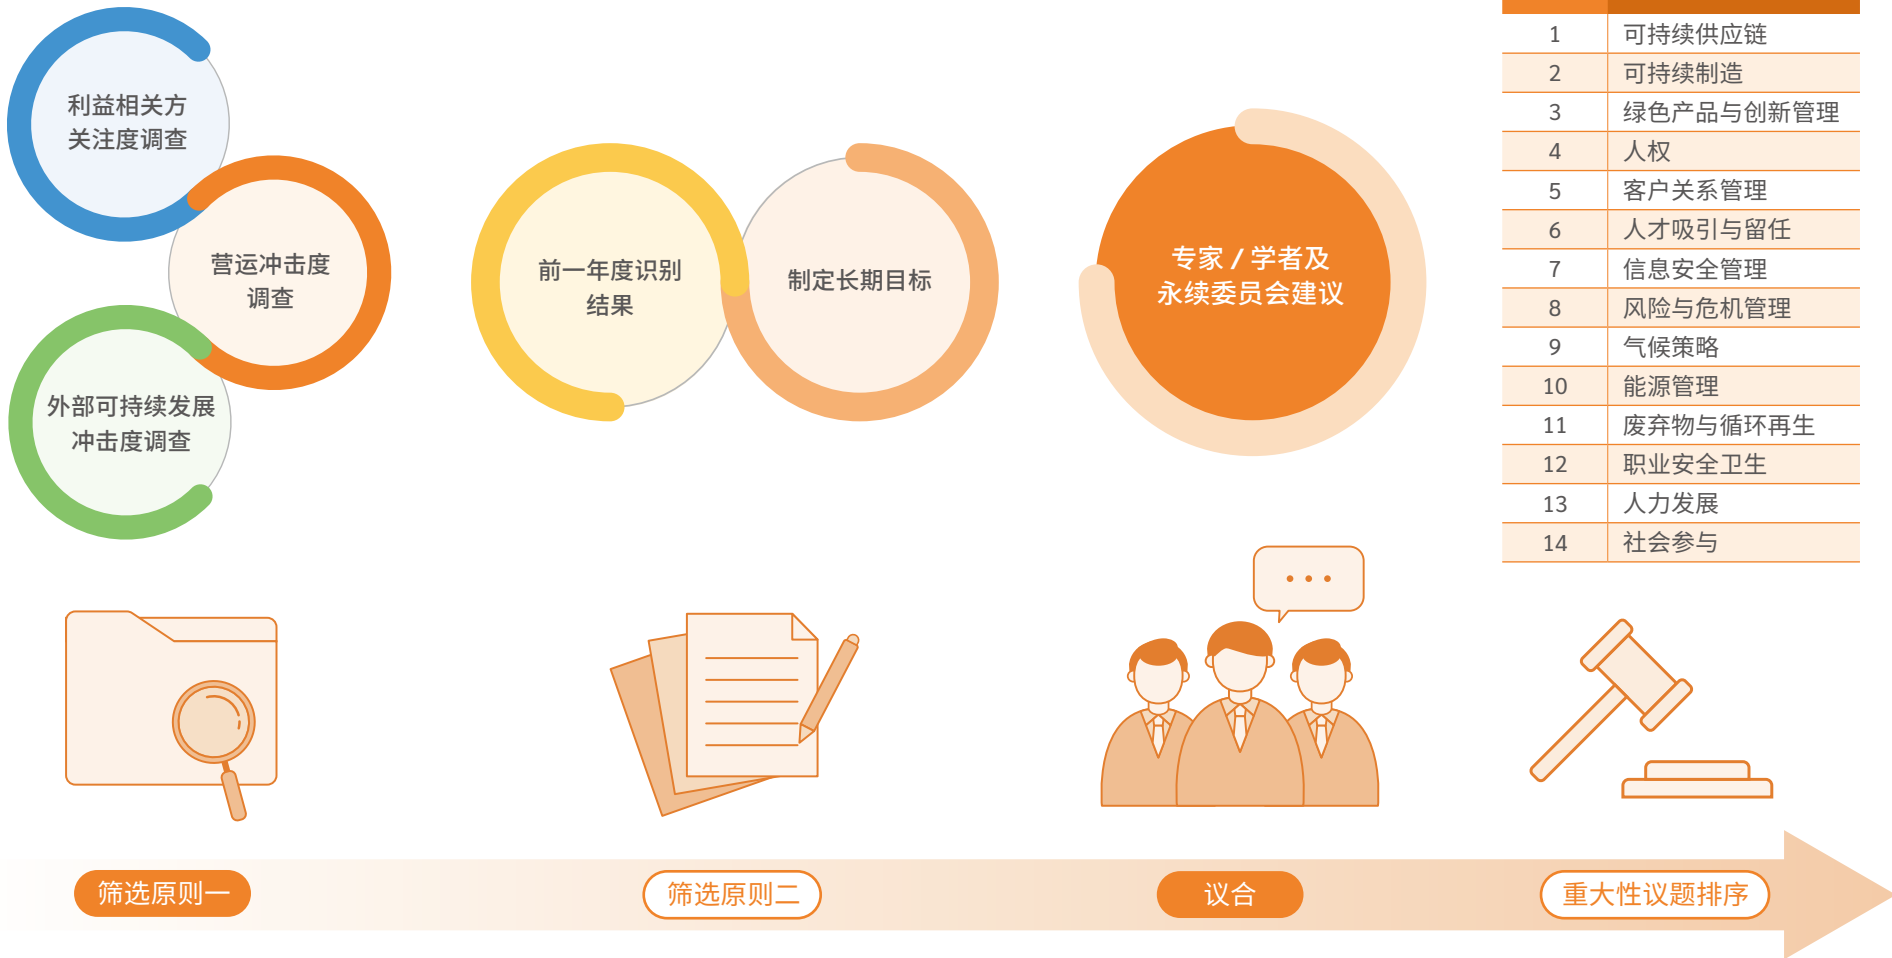 利益相关方
关注度调查
营运冲击度
调查
外部可持续发展
冲击度调查
前一年度识别
结果
制定长期目标
专家 / 学者及
永续委员会建议
1 可持续供应链
2 可持续制造
3 绿色产品与创新管理
4 人权
5 客户关系管理
6 人才吸引与留任
7 信息安全管理
8 风险与危机管理
9 气候策略
10 能源管理
11 废弃物与循环再生
12 职业安全卫生
13 人力发展
14 社会参与
筛选原则一
筛选原则二
议合
重大性议题排序